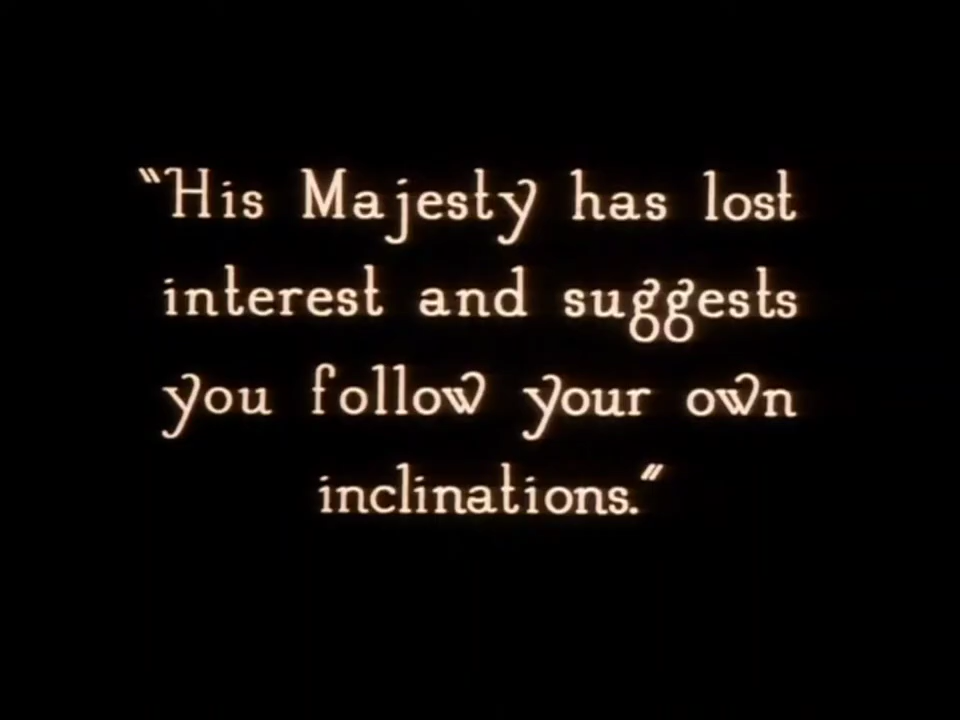 “His Majesty has lost
interest and suggests
you follow your own
inclinations.”